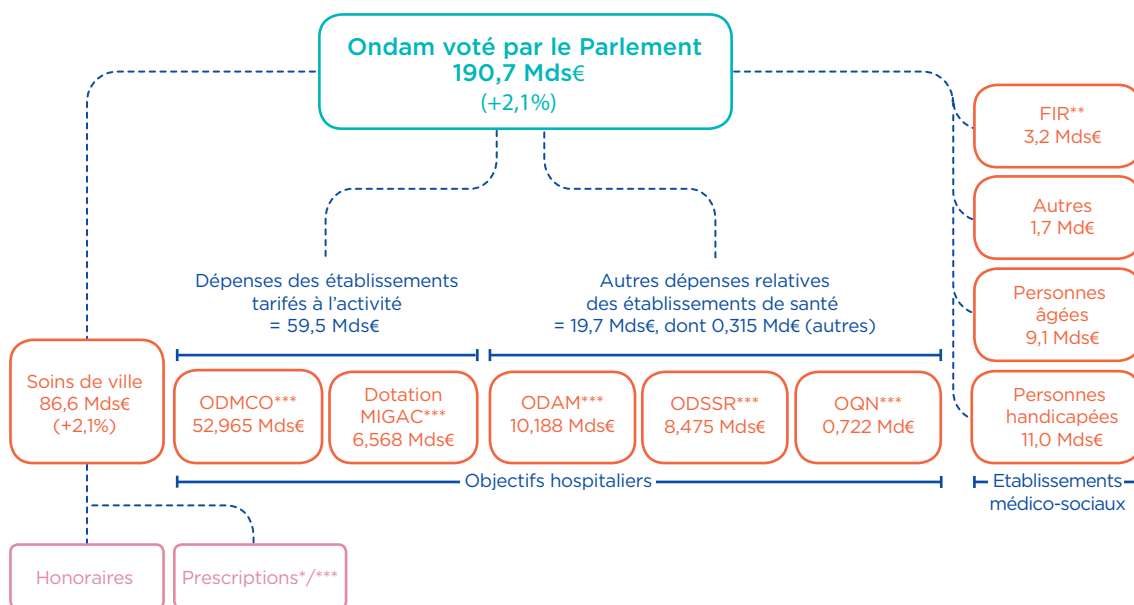 Ondam voté par le Parlement
190,7 Mds€
(+2,1%)
FIR**
3,2 Mds€
Autres
1,7 Md€
Personnes
âgées
9,1 Mds€
Personnes
handicapées
11,0 Mds€
Etablissements
médico-sociaux
Dépenses des établissements
tarifés à l'activité
= 59,5 Mds€
Autres dépenses relatives
des établissements de santé
= 19,7 Mds€, dont 0,315 Md€ (autres)
Soins de ville
86,6 Mds€
(+2,1%)
ODMCO***
52,965 Mds€
Dotation
MIGAC***
6,568 Mds€
ODAM***
10,188 Mds€
ODSSR***
8,475 Mds€
OQN***
0,722 Md€
Objectifs hospitaliers
Honoraires
Prescriptions*/***